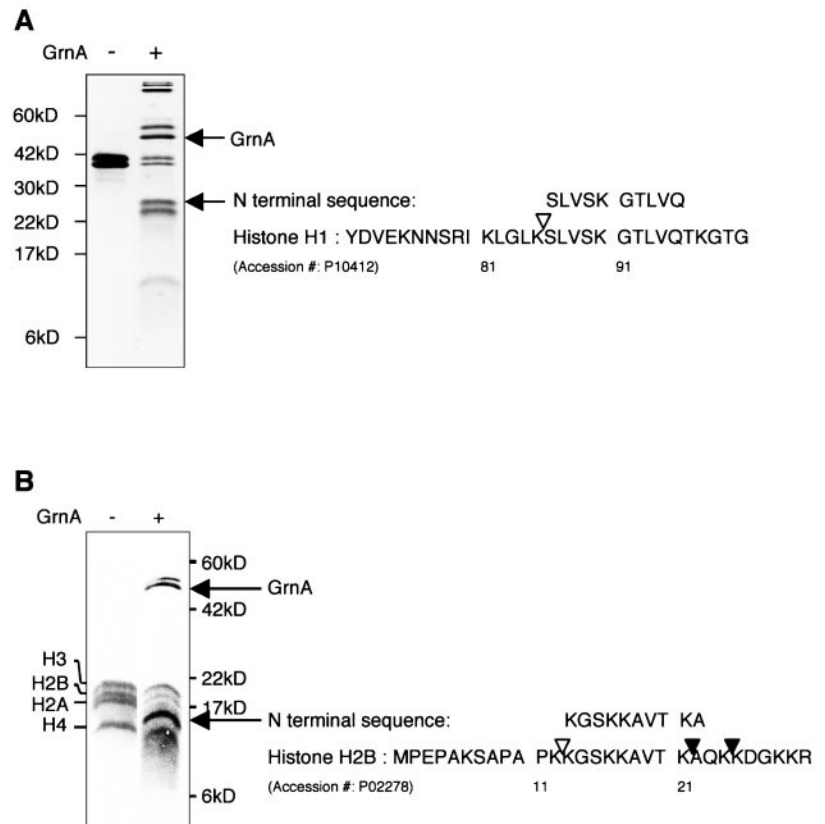 A
GrnA - +
60kD
GrnA
42kD
30kD
N terminal sequence: SLVSK GTLVQ
22kD
Histone H1 : YDVEKNNSRI KLGLKSLVSK GTLVQTKGTG
17kD
(Accession #: P10412) 81 91
6kD
B
GrnA - +
60kD
GrnA
42kD
H3
22kD
H2B
H2A
17kD
N terminal sequence: KGSKKAVT KA
H4
Histone H2B : MPEPAKSAPA PKKGSKKAVT KAQKKDGKKR
(Accession #: P02278) 11 21
6kD